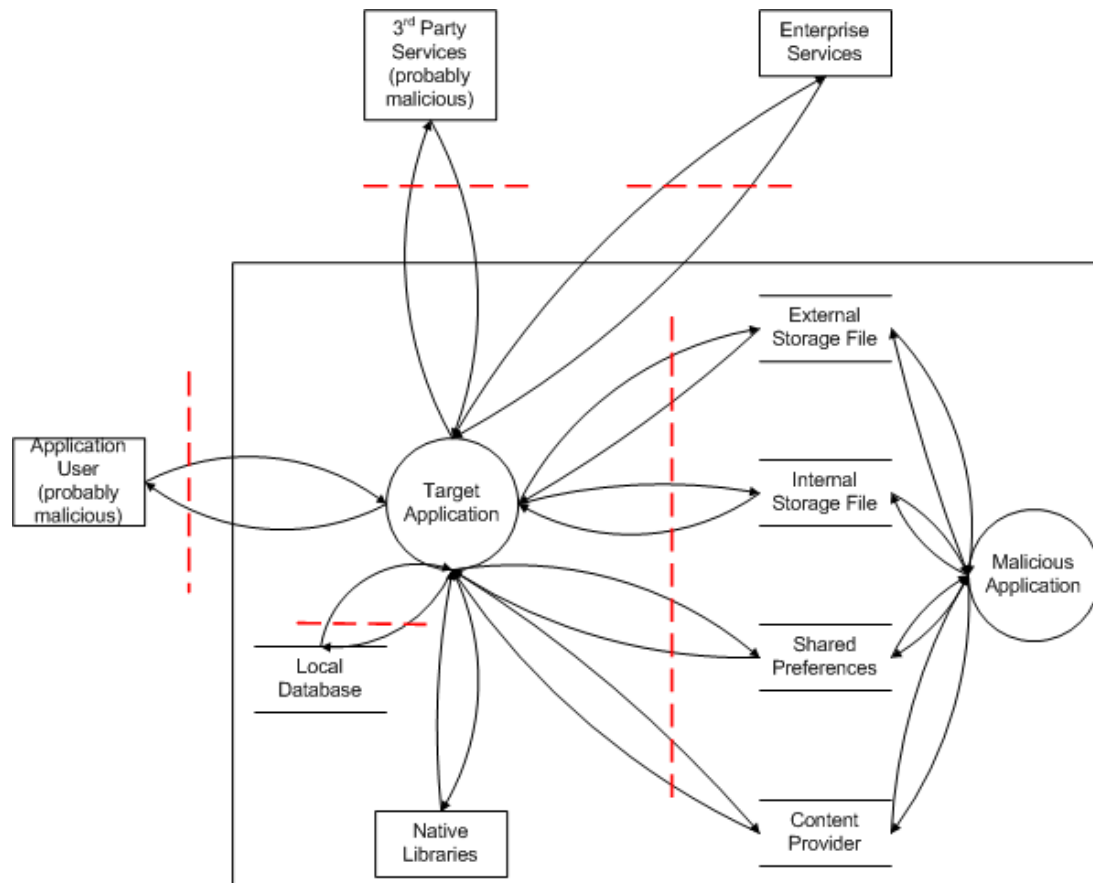 3rd Party
Services
(probably
malicious)
Enterprise
Services
External
Storage File
Application
User
(probably
malicious)
Target
Application
Internal
Storage File
Malicious
Application
Local
Database
Shared
Preferences
Native
Libraries
Content
Provider